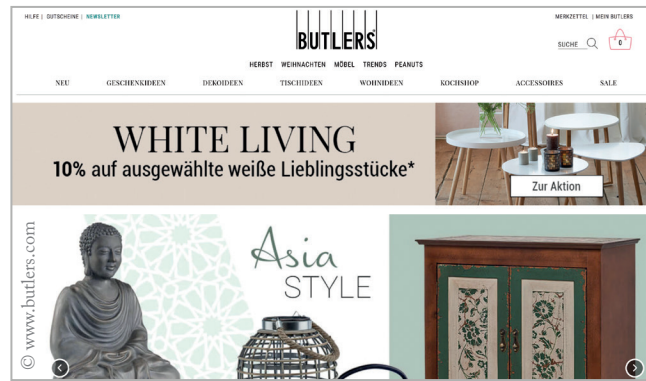 HILFE | GUTSCHEINE | NEWSLETTER
MERKZETTEL | MEIN BUTLERS
BUTLERS
SUCHE
0
HERBST WEIHNACHTEN MÖBEL TRENDS PEANUTS
NEU GESCHENKIDEEN DEKOIDEEN TISCHIDEEN WOHNIDEEN KOCHSHOP ACCESSOIRES SALE
WHITE LIVING
10% auf ausgewählte weiße Lieblingsstücke*
Zur Aktion
Asia
STYLE
© www.butlers.com